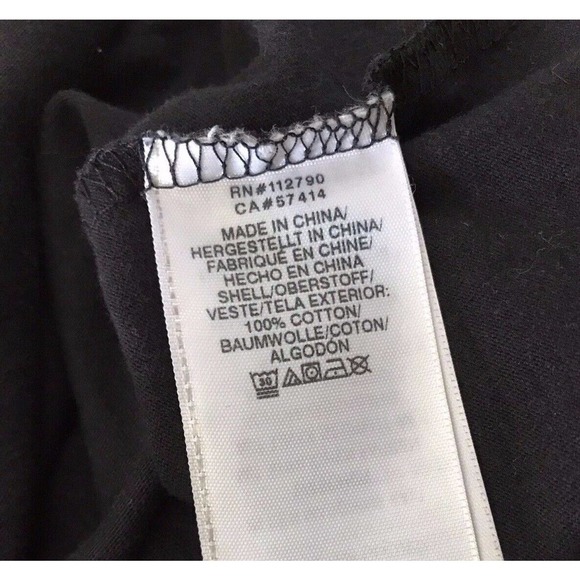 RN#112790
CA#57414
MADE IN CHINA/
HERGESTELLT IN CHINA/
FABRIQUÉ EN CHINE/
HECHO EN CHINA
SHELL/OBERSTOFF/
VESTE/TELA EXTERIOR:
100% COTTON/
BAUMWOLLE/COTON/
ALGODÓN
30